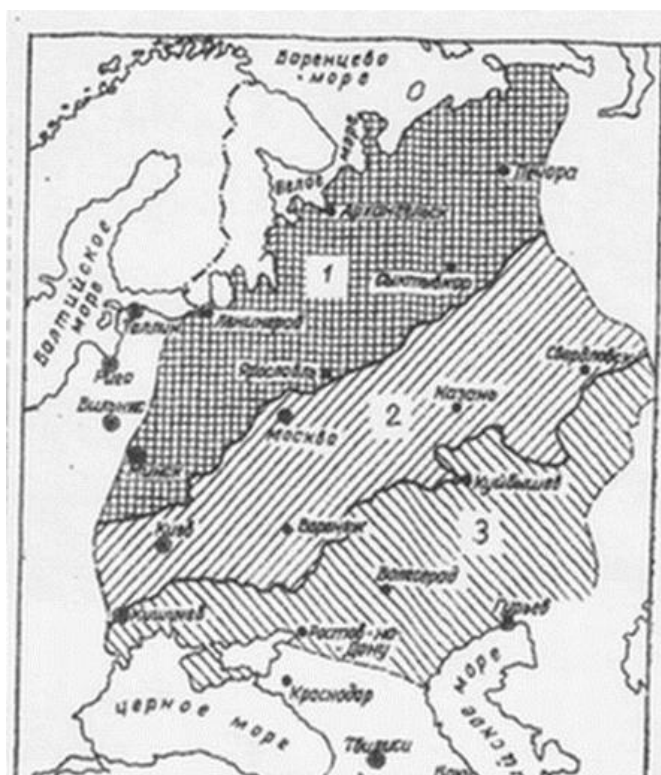 Баренцево
море
Печора
Белое
море
Архангельск
1
Сыктывкар
Балтийское
море
Таллин
Ленинград
Рига
Ярославль
Свердловск
Вильнюс
2
Казань
Москва
Минск
Куйбышев
Киев
Воронеж
3
Волгоград
Кишинев
Гурьев
Ростов-на
-Дону
Краснодар
Черное море
море
Тбилиси